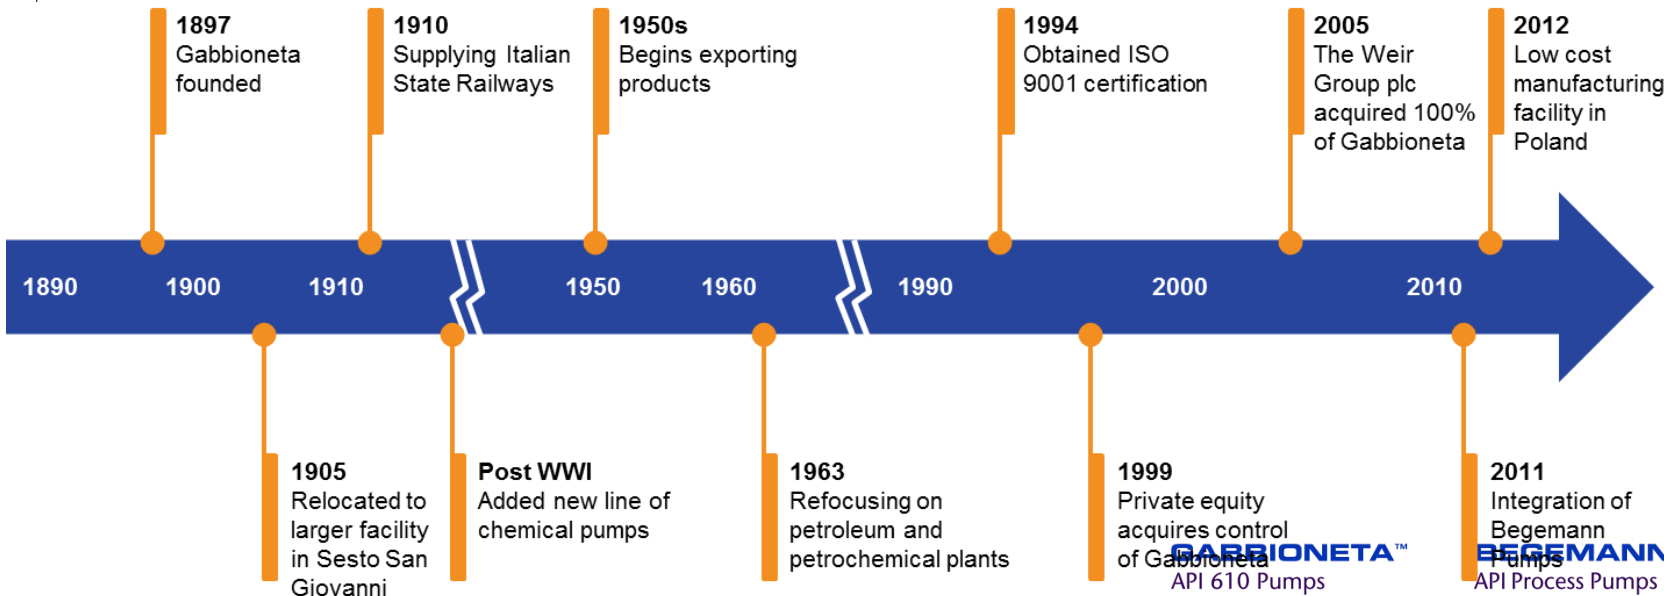 1897
Gabbioneta
founded
1910
Supplying Italian
State Railways
1950s
Begins exporting
products
1994
Obtained ISO
9001 certification
2005
The Weir
Group plc
acquired 100%
of Gabbioneta
2012
Low cost
manufacturing
facility in
Poland
1890 1900 1910 1950 1960 1990 2000 2010
1905
Relocated to
larger facility
in Sesto San
Giovanni
Post WWI
Added new line of
chemical pumps
1963
Refocusing on
petroleum and
petrochemical plants
1999
Private equity
acquires control
of Gabbioneta
2011
Integration of
Begemann
Pumps
GABBIONETA™
API 610 Pumps
BEGEMANN
API Process Pumps